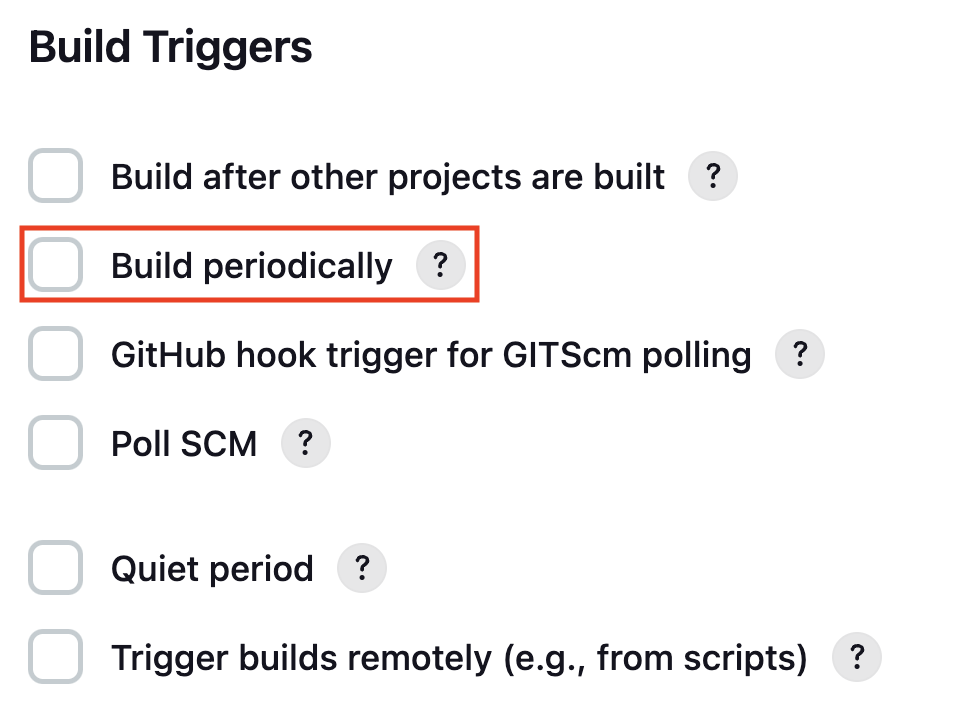 Build Triggers
Build after other projects are built ?
Build periodically ?
GitHub hook trigger for GITScm polling ?
Poll SCM ?
Quiet period ?
Trigger builds remotely (e.g., from scripts) ?